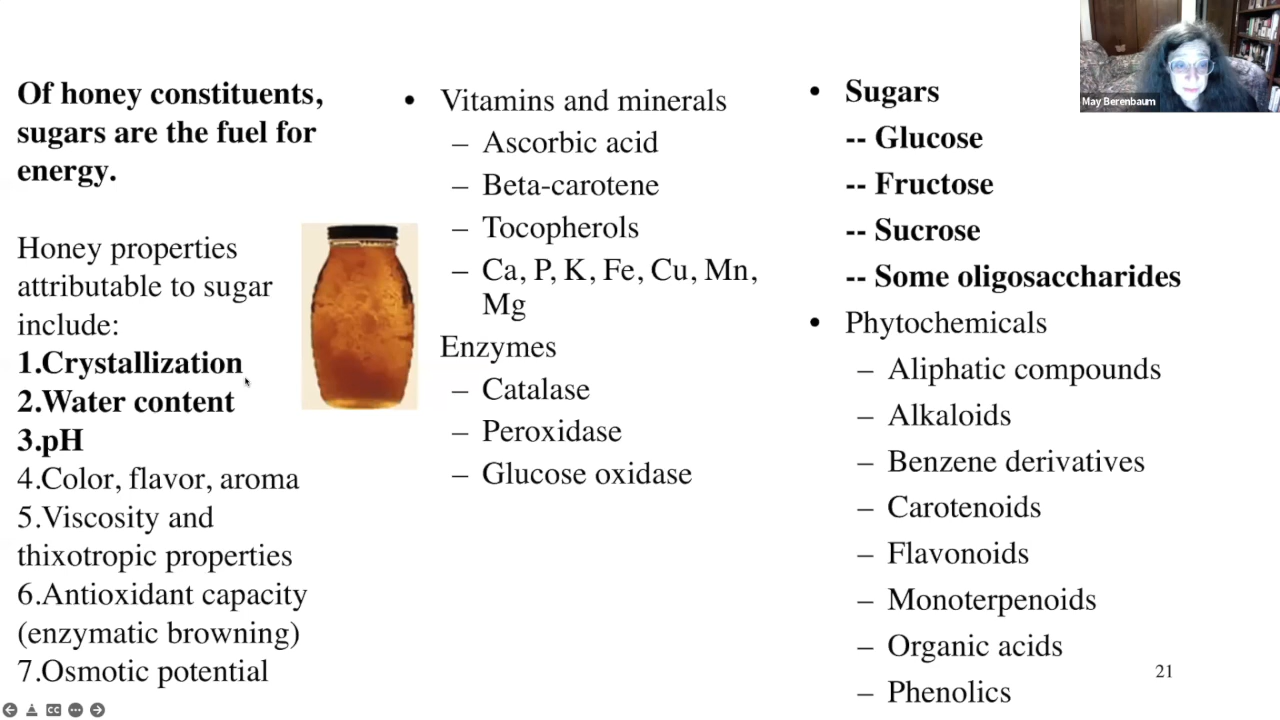 Of honey constituents,
sugars are the fuel for
energy.
Honey properties
attributable to sugar
include:
1.Crystallization
2.Water content
3.pH
4.Color, flavor, aroma
5.Viscosity and
thixotropic properties
6.Antioxidant capacity
(enzymatic browning)
7.Osmotic potential
• Vitamins and minerals
– Ascorbic acid
– Beta-carotene
– Tocopherols
– Ca, P, K, Fe, Cu, Mn,
Mg
Enzymes
– Catalase
– Peroxidase
– Glucose oxidase
• Sugars
-- Glucose
-- Fructose
-- Sucrose
-- Some oligosaccharides
• Phytochemicals
– Aliphatic compounds
– Alkaloids
– Benzene derivatives
– Carotenoids
– Flavonoids
– Monoterpenoids
– Organic acids
– Phenolics
21
May Berenbaum
CC